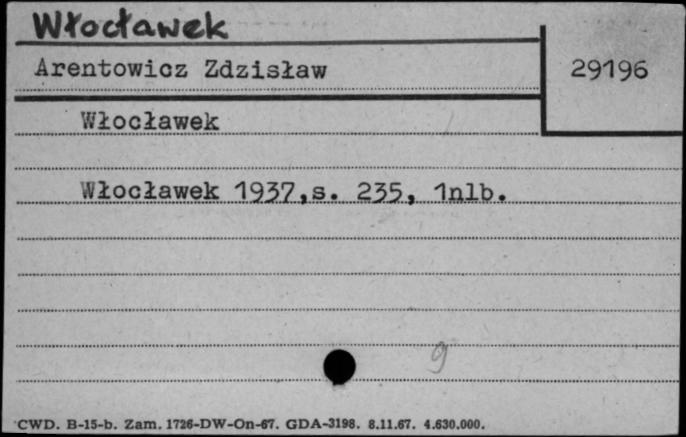 Włocławek
Arentowicz Zdzisław
29196
Włocławek
Włocławek 1937,s. 235, 1nlb.
9
CWD. B-15-b. Zam. 1726-DW-On-67. GDA-3198. 8.11.67. 4.630.000.